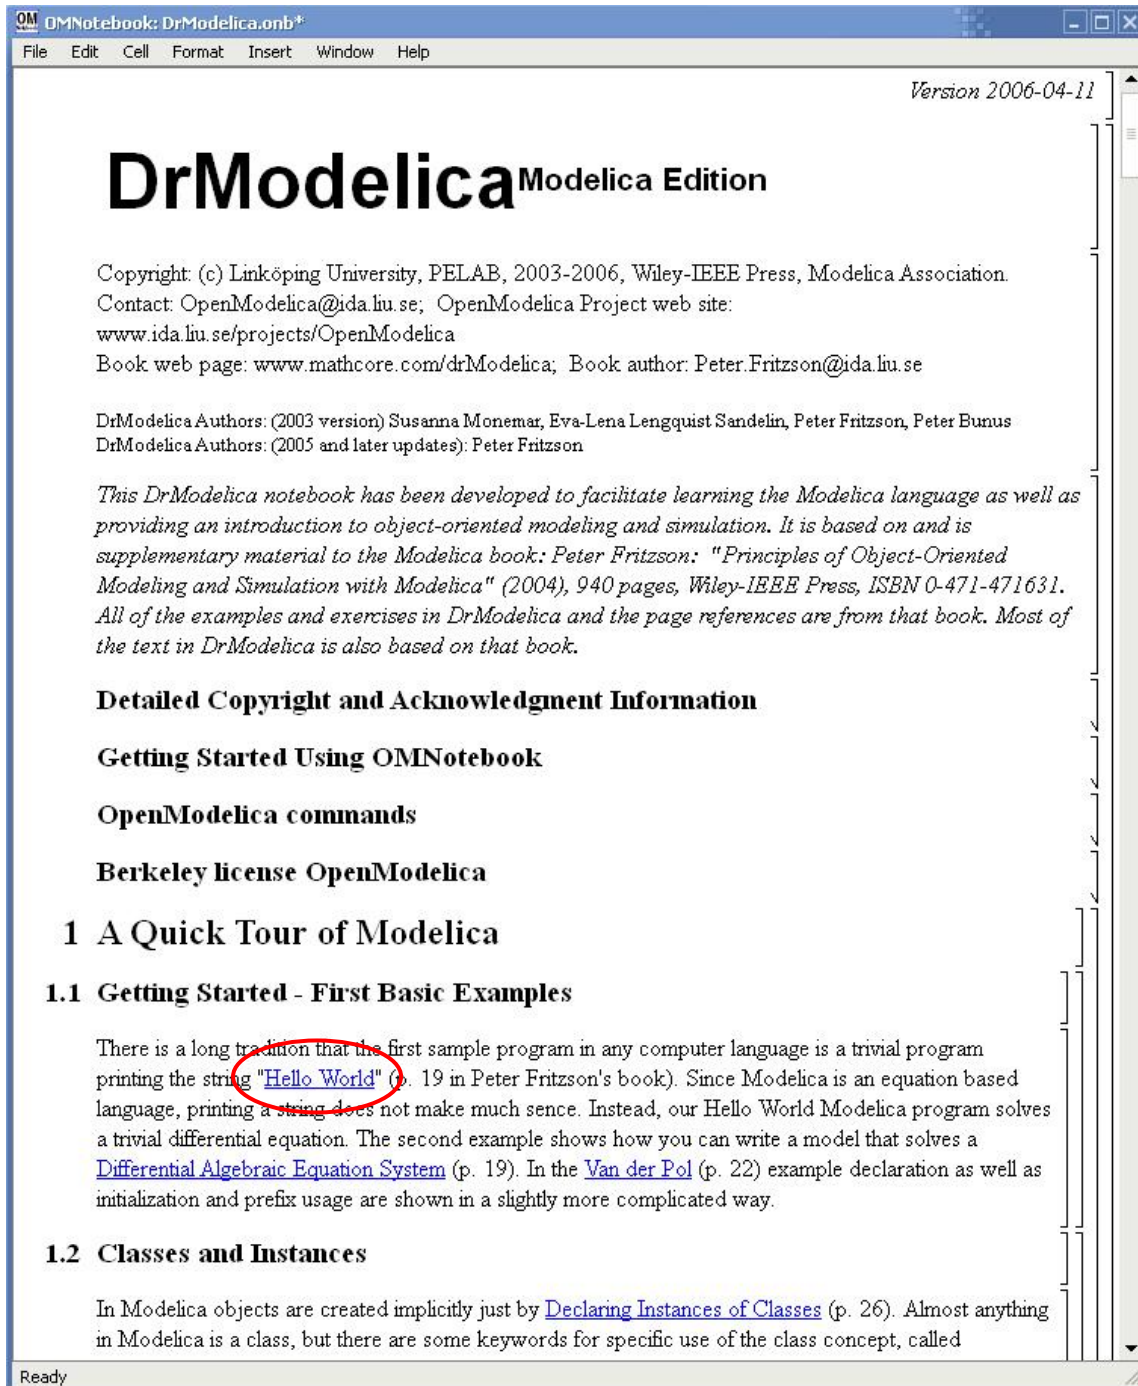 OMNotebook: DrModelica.onb*
File Edit Cell Format Insert Window Help
Version 2006-04-11
DrModelica Modelica Edition
Copyright: (c) Linköping University, PELAB, 2003-2006, Wiley-IEEE Press, Modelica Association.
Contact: OpenModelica@ida.liu.se; OpenModelica Project web site:
www.ida.liu.se/projects/OpenModelica
Book web page: www.mathcore.com/drModelica; Book author: Peter.Fritzson@ida.liu.se
DrModelica Authors: (2003 version) Susanna Monemar, Eva-Lena Lengquist Sandelin, Peter Fritzson, Peter Bunus
DrModelica Authors: (2005 and later updates): Peter Fritzson
This DrModelica notebook has been developed to facilitate learning the Modelica language as well as
providing an introduction to object-oriented modeling and simulation. It is based on and is
supplementary material to the Modelica book: Peter Fritzson: "Principles of Object-Oriented
Modeling and Simulation with Modelica" (2004), 940 pages, Wiley-IEEE Press, ISBN 0-471-471631.
All of the examples and exercises in DrModelica and the page references are from that book. Most of
the text in DrModelica is also based on that book.
Detailed Copyright and Acknowledgment Information
Getting Started Using OMNotebook
OpenModelica commands
Berkeley license OpenModelica
1 A Quick Tour of Modelica
1.1 Getting Started - First Basic Examples
There is a long tradition that the first sample program in any computer language is a trivial program
printing the string "Hello World" (p. 19 in Peter Fritzson's book). Since Modelica is an equation based
language, printing a string does not make much sence. Instead, our Hello World Modelica program solves
a trivial differential equation. The second example shows how you can write a model that solves a
Differential Algebraic Equation System (p. 19). In the Van der Pol (p. 22) example declaration as well as
initialization and prefix usage are shown in a slightly more complicated way.
1.2 Classes and Instances
In Modelica objects are created implicitly just by Declaring Instances of Classes (p. 26). Almost anything
in Modelica is a class, but there are some keywords for specific use of the class concept, called
Ready